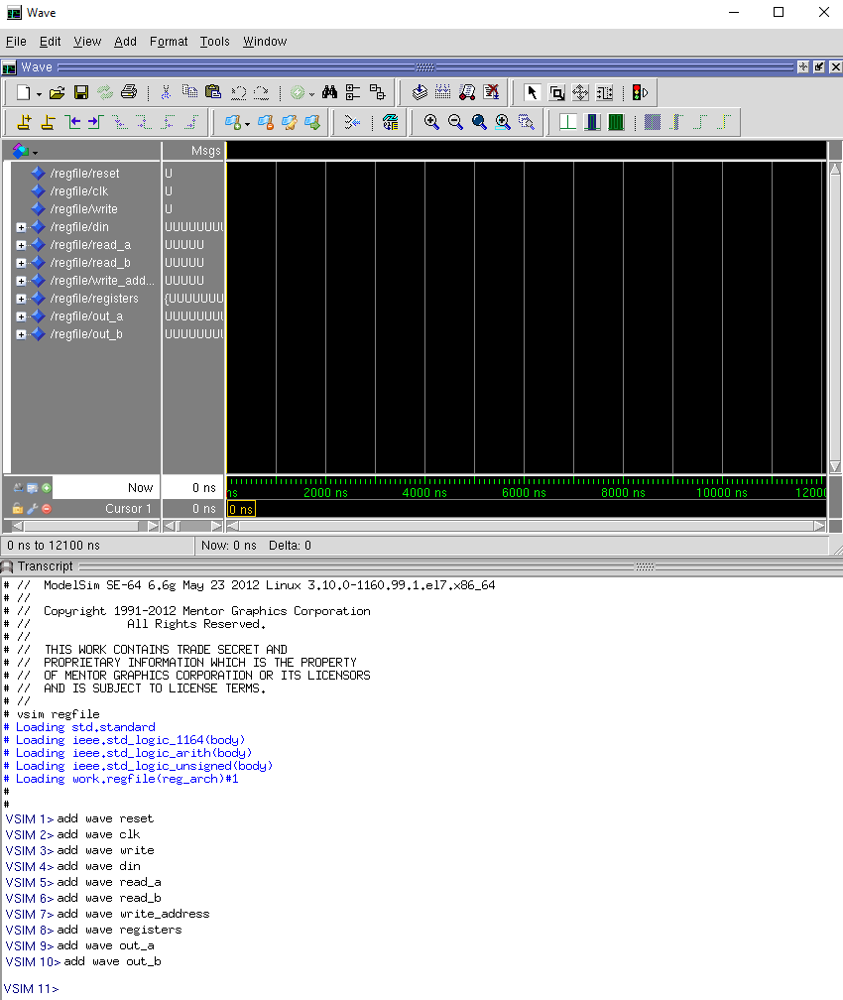 Wave
File Edit View Add Format Tools Window
Wave
Msgs
/regfile/reset U
/regfile/clk U
/regfile/write U
/regfile/din UUUUUUUU
/regfile/read_a UUUUU
/regfile/read_b UUUUU
/regfile/write_add... UUUUU
/regfile/registers {UUUUUUU
/regfile/out_a UUUUUUUU
/regfile/out_b UUUUUUUU
Now 0 ns ns 2000 ns 4000 ns 6000 ns 8000 ns 10000 ns 12000
Cursor 1 0 ns 0 ns
0 ns to 12100 ns Now: 0 ns Delta: 0
Transcript
# // ModelSim SE-64 6.6g May 23 2012 Linux 3.10.0-1160.99.1.el7.x86_64
# //
# // Copyright 1991-2012 Mentor Graphics Corporation
# // All Rights Reserved.
# //
# // THIS WORK CONTAINS TRADE SECRET AND
# // PROPRIETARY INFORMATION WHICH IS THE PROPERTY
# // OF MENTOR GRAPHICS CORPORATION OR ITS LICENSORS
# // AND IS SUBJECT TO LICENSE TERMS.
# //
# vsim regfile
# Loading std.standard
# Loading ieee.std_logic_1164(body)
# Loading ieee.std_logic_arith(body)
# Loading ieee.std_logic_unsigned(body)
# Loading work.regfile(reg_arch)#1
#
#
VSIM 1> add wave reset
VSIM 2> add wave clk
VSIM 3> add wave write
VSIM 4> add wave din
VSIM 5> add wave read_a
VSIM 6> add wave read_b
VSIM 7> add wave write_address
VSIM 8> add wave registers
VSIM 9> add wave out_a
VSIM 10> add wave out_b
VSIM 11>